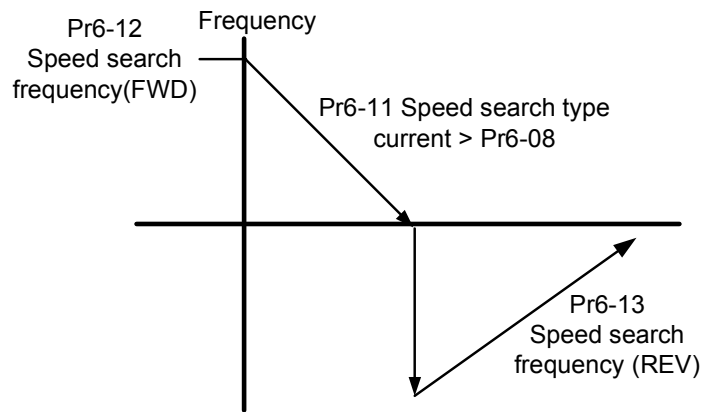 Pr6-12
Speed search
frequency(FWD)
Frequency
Pr6-11 Speed search type
current > Pr6-08
Pr6-13
Speed search
frequency (REV)